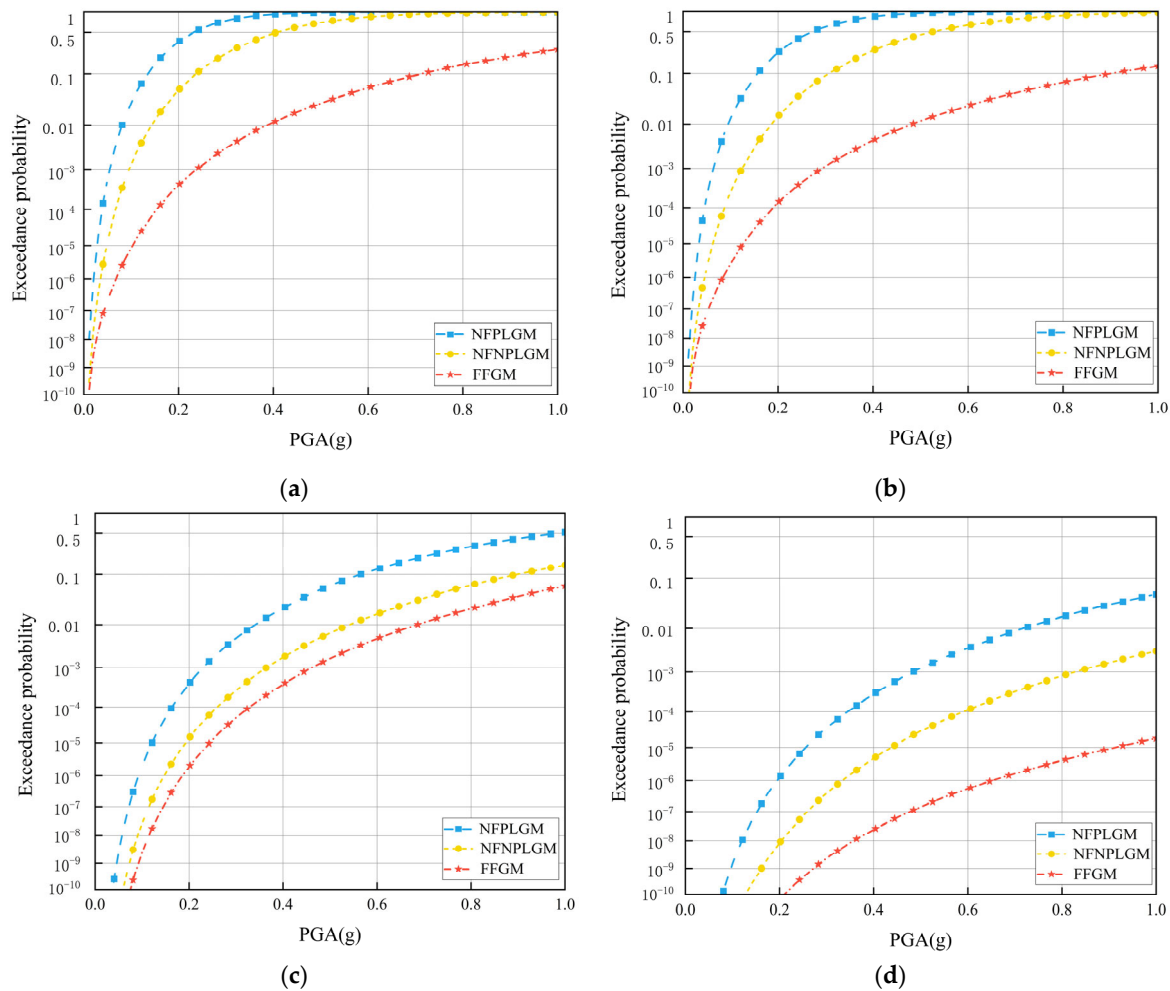 Exceedance probability
1
0.5
0.1
0.01
10⁻³
10⁻⁴
10⁻⁵
10⁻⁶
10⁻⁷
10⁻⁸
10⁻⁹
10⁻¹⁰
NFPLGM
NFNPLGM
FFGM
0.0 0.2 0.4 0.6 0.8 1.0
PGA(g)
(a)
Exceedance probability
1
0.5
0.1
0.01
10⁻³
10⁻⁴
10⁻⁵
10⁻⁶
10⁻⁷
10⁻⁸
10⁻⁹
10⁻¹⁰
NFPLGM
NFNPLGM
FFGM
0.0 0.2 0.4 0.6 0.8 1.0
PGA(g)
(b)
Exceedance probability
1
0.5
0.1
0.01
10⁻³
10⁻⁴
10⁻⁵
10⁻⁶
10⁻⁷
10⁻⁸
10⁻⁹
10⁻¹⁰
NFPLGM
NFNPLGM
FFGM
0.0 0.2 0.4 0.6 0.8 1.0
PGA(g)
(c)
Exceedance probability
1
0.5
0.1
0.01
10⁻³
10⁻⁴
10⁻⁵
10⁻⁶
10⁻⁷
10⁻⁸
10⁻⁹
10⁻¹⁰
NFPLGM
NFNPLGM
FFGM
0.0 0.2 0.4 0.6 0.8 1.0
PGA(g)
(d)